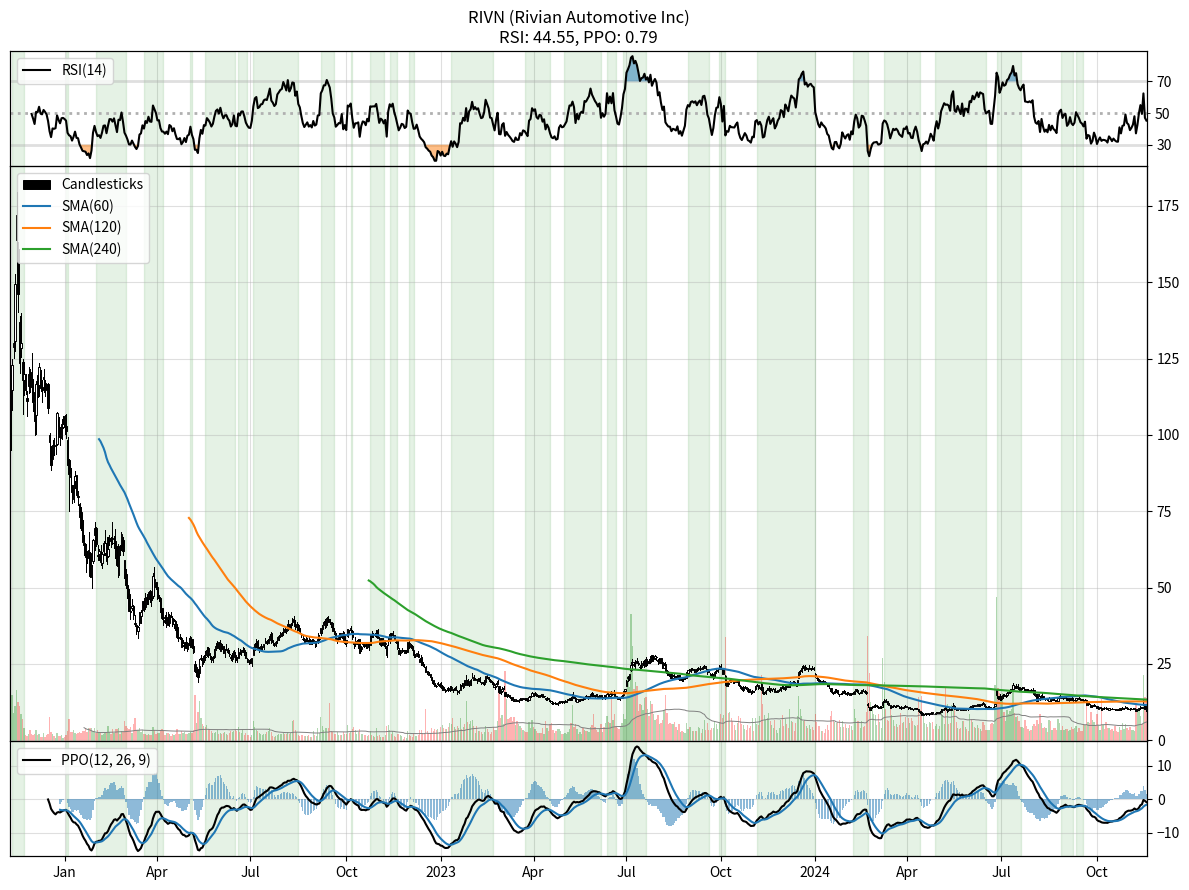 RIVN (Rivian Automotive Inc)
RSI: 44.55, PPO: 0.79
RSI(14)
70
50
30
Candlesticks
SMA(60)
SMA(120)
SMA(240)
175
150
125
100
75
50
25
0
PPO(12, 26, 9)
10
0
−10
Jan Apr Jul Oct 2023 Apr Jul Oct 2024 Apr Jul Oct